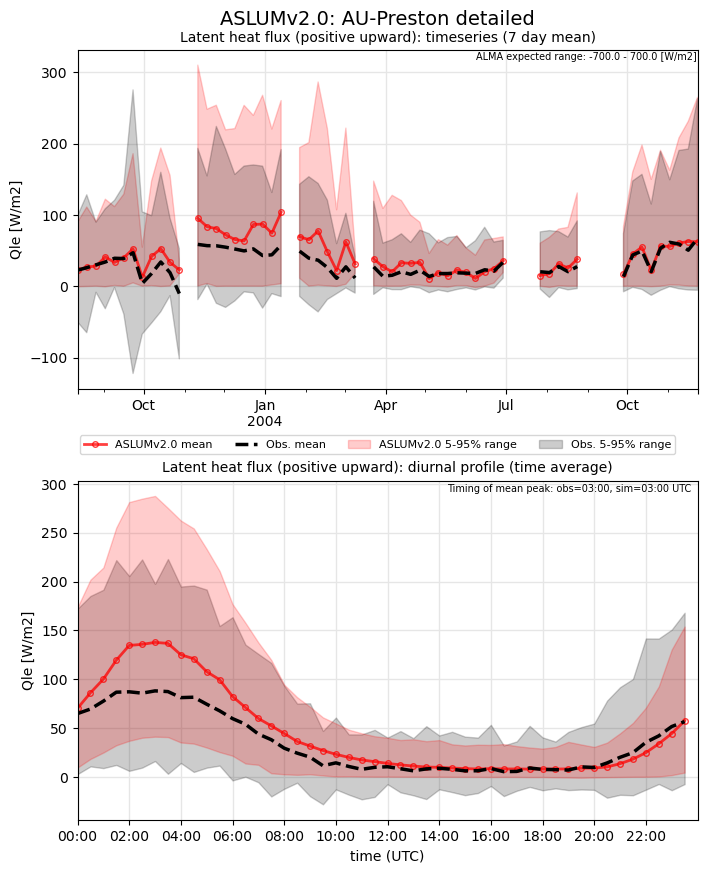 ASLUMv2.0: AU-Preston detailed
Latent heat flux (positive upward): timeseries (7 day mean)
ALMA expected range: -700.0 - 700.0 [W/m2]
Qle [W/m2]
300
200
100
0
−100
Oct Jan Apr Jul Oct
2004
ASLUMv2.0 mean Obs. mean ASLUMv2.0 5-95% range Obs. 5-95% range
Latent heat flux (positive upward): diurnal profile (time average)
Timing of mean peak: obs=03:00, sim=03:00 UTC
Qle [W/m2]
300
250
200
150
100
50
0
00:00 02:00 04:00 06:00 08:00 10:00 12:00 14:00 16:00 18:00 20:00 22:00
time (UTC)